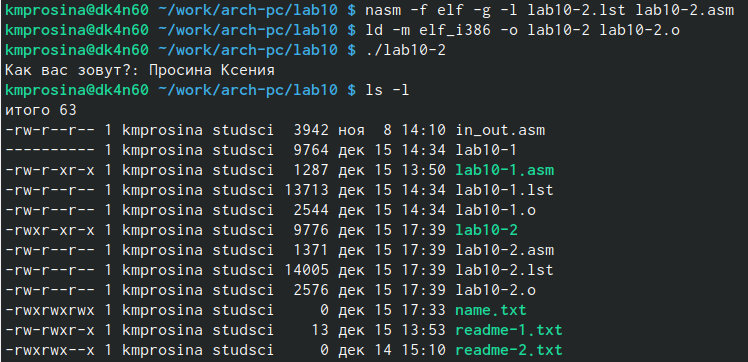 kmprosina@dk4n60 ~/work/arch-pc/lab10 $ nasm -f elf -g -l lab10-2.lst lab10-2.asm
kmprosina@dk4n60 ~/work/arch-pc/lab10 $ ld -m elf_i386 -o lab10-2 lab10-2.o
kmprosina@dk4n60 ~/work/arch-pc/lab10 $ ./lab10-2
Как вас зовут?: Просина Ксения
kmprosina@dk4n60 ~/work/arch-pc/lab10 $ ls -l
итого 63
-rw-r--r-- 1 kmprosina studsci  3942 ноя  8 14:10 in_out.asm
---------- 1 kmprosina studsci  9764 дек 15 14:34 lab10-1
-rw-r-xr-x 1 kmprosina studsci  1287 дек 15 13:50 lab10-1.asm
-rw-r--r-- 1 kmprosina studsci 13713 дек 15 14:34 lab10-1.lst
-rw-r--r-- 1 kmprosina studsci  2544 дек 15 14:34 lab10-1.o
-rwxr-xr-x 1 kmprosina studsci  9776 дек 15 17:39 lab10-2
-rw-r--r-- 1 kmprosina studsci  1371 дек 15 17:39 lab10-2.asm
-rw-r--r-- 1 kmprosina studsci 14005 дек 15 17:39 lab10-2.lst
-rw-r--r-- 1 kmprosina studsci  2576 дек 15 17:39 lab10-2.o
-rwxrwxrwx 1 kmprosina studsci     0 дек 15 17:33 name.txt
-rw-rwxr-x 1 kmprosina studsci    13 дек 15 13:53 readme-1.txt
-rwxrwx--x 1 kmprosina studsci     0 дек 14 15:10 readme-2.txt